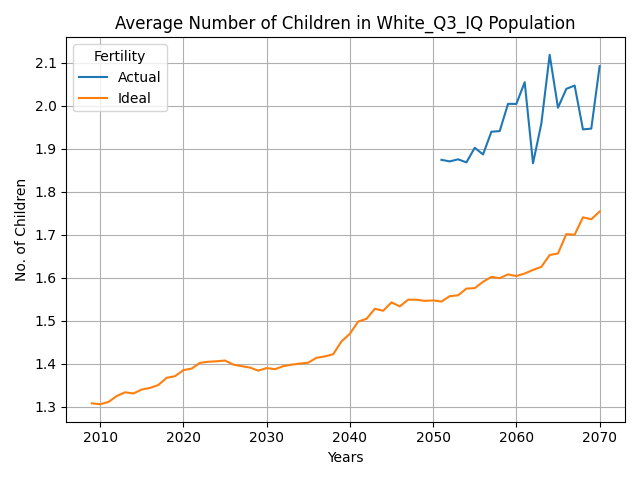 Average Number of Children in White_Q3_IQ Population
Fertility
Actual
Ideal
No. of Children
2.1
2.0
1.9
1.8
1.7
1.6
1.5
1.4
1.3
2010 2020 2030 2040 2050 2060 2070
Years